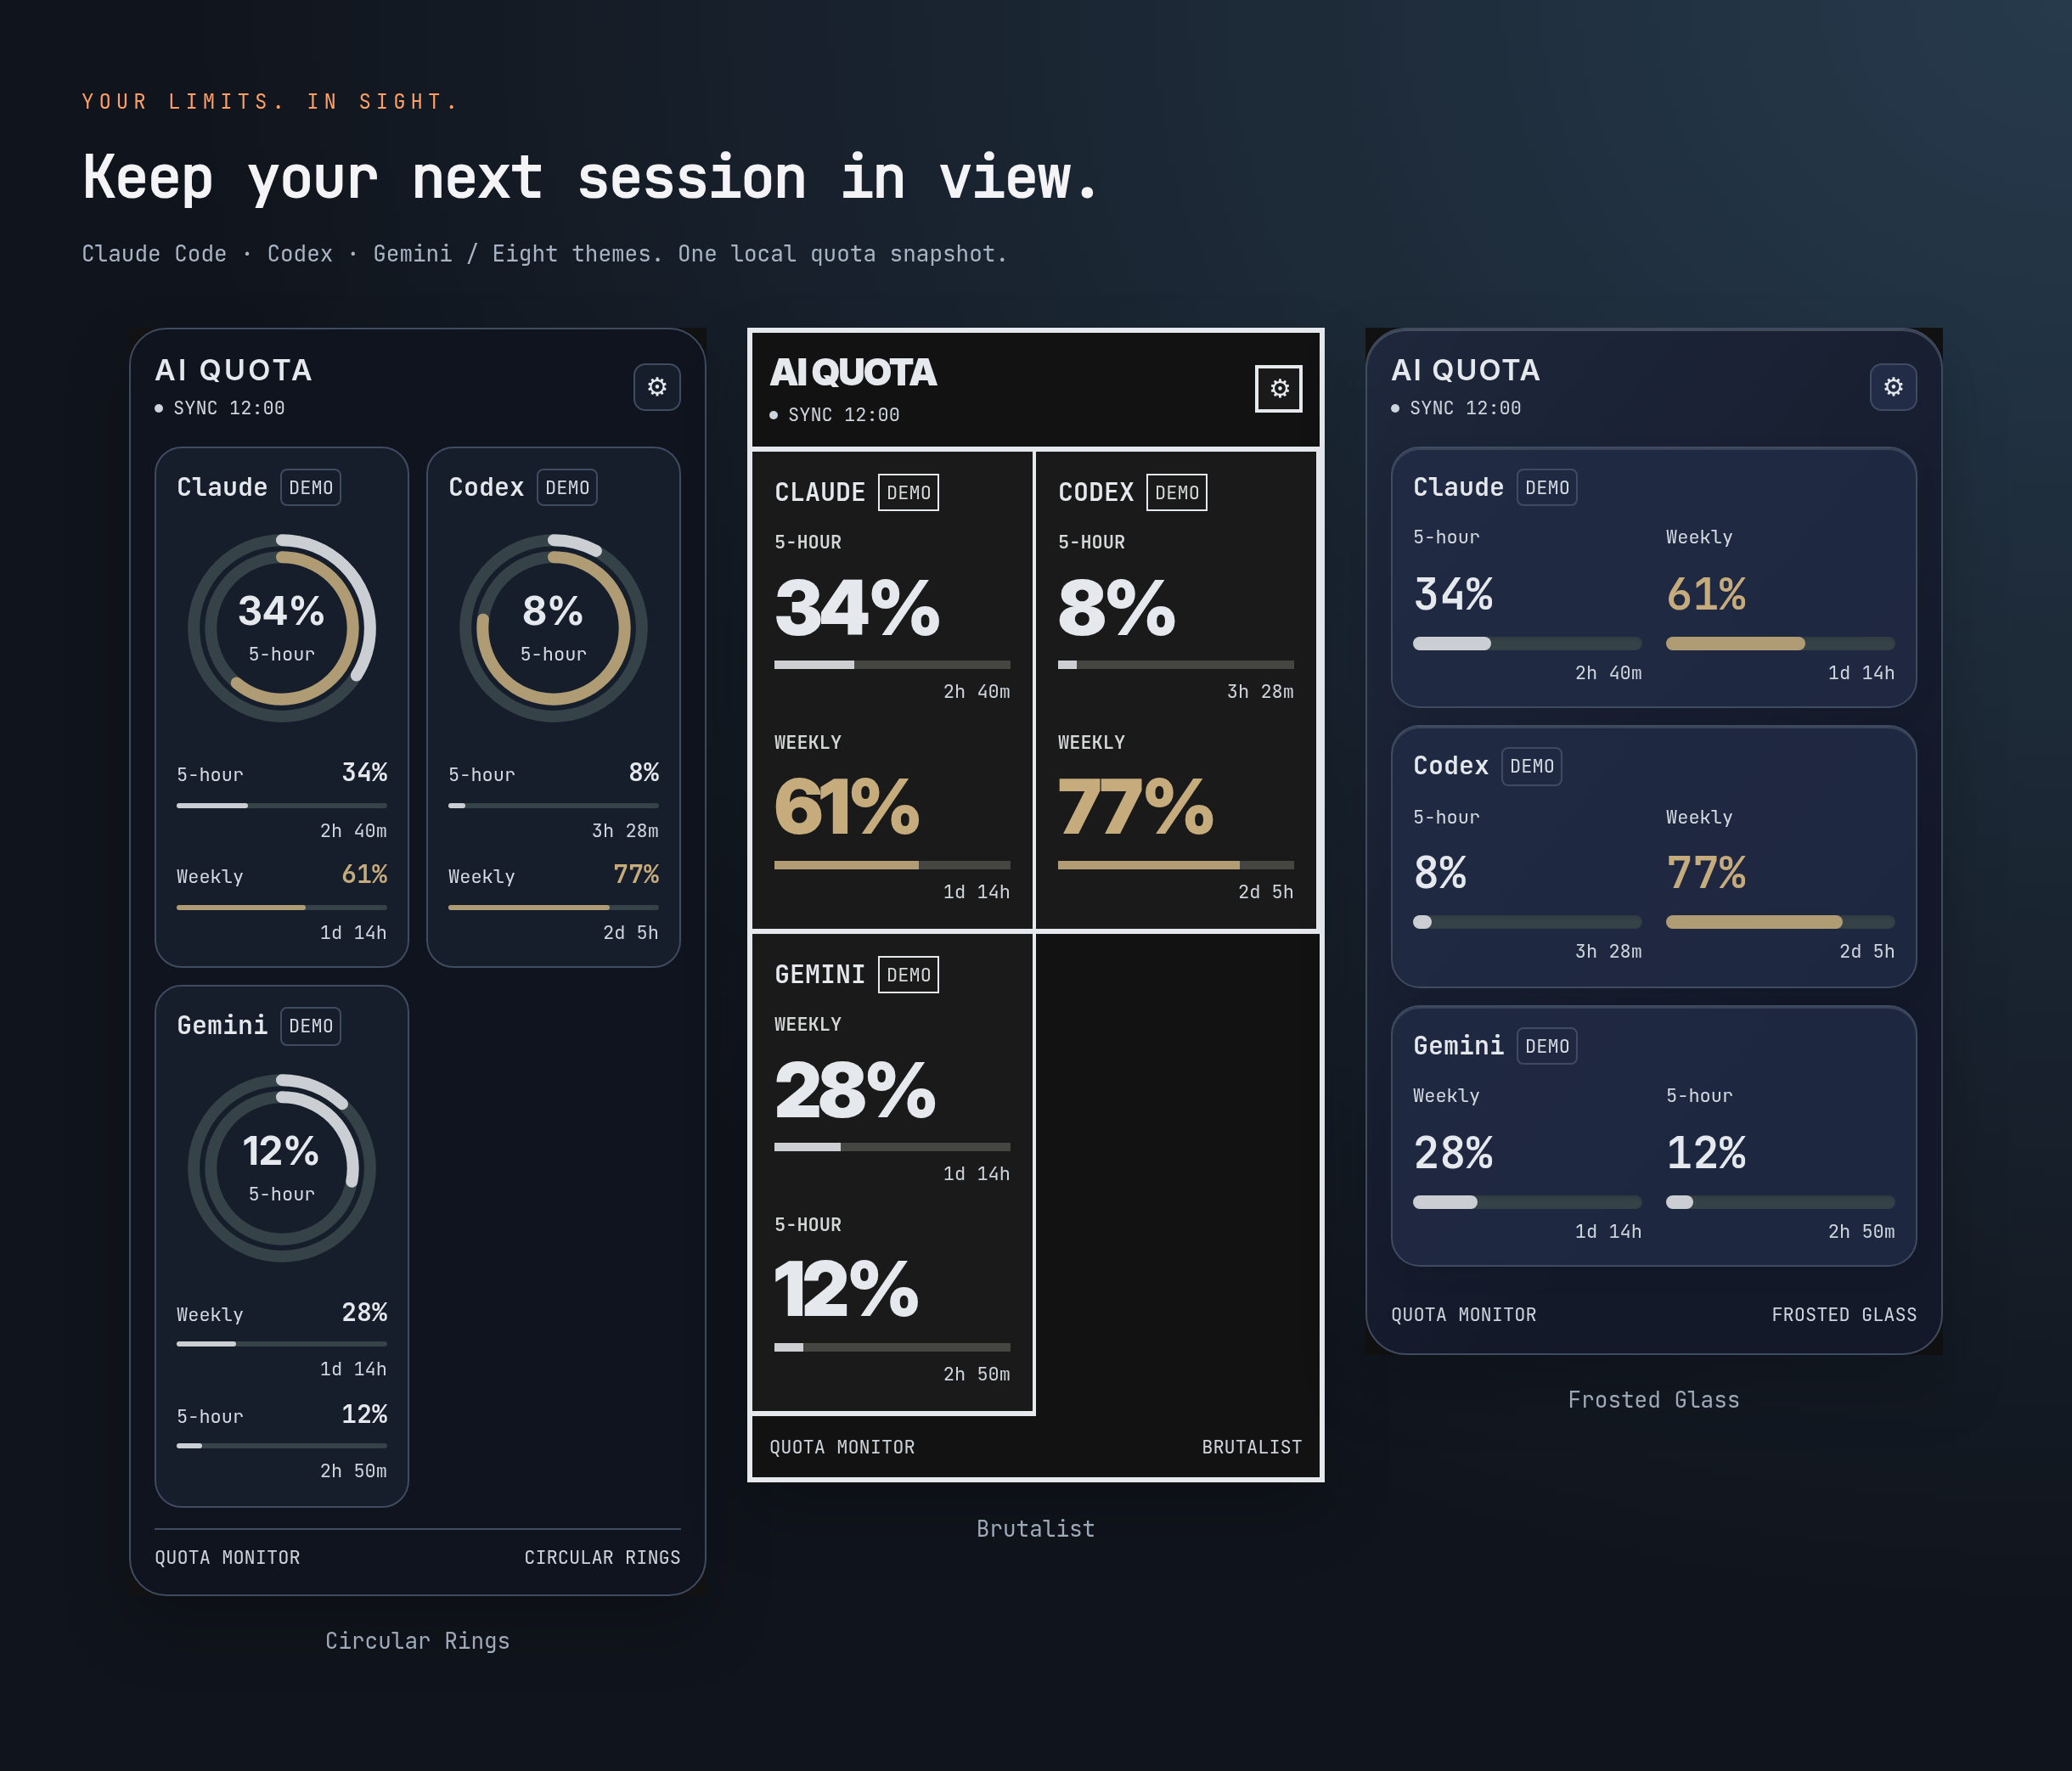 YOUR LIMITS. IN SIGHT.
Keep your next session in view.
Claude Code · Codex · Gemini / Eight themes. One local quota snapshot.
AI QUOTA
SYNC 12:00
Claude DEMO
34%
5-hour
5-hour 34%
2h 40m
Weekly 61%
1d 14h
Codex DEMO
8%
5-hour
5-hour 8%
3h 28m
Weekly 77%
2d 5h
Gemini DEMO
12%
5-hour
Weekly 28%
1d 14h
5-hour 12%
2h 50m
QUOTA MONITOR CIRCULAR RINGS
Circular Rings
AI QUOTA
SYNC 12:00
CLAUDE DEMO
5-HOUR
34%
2h 40m
WEEKLY
61%
1d 14h
CODEX DEMO
5-HOUR
8%
3h 28m
WEEKLY
77%
2d 5h
GEMINI DEMO
WEEKLY
28%
1d 14h
5-HOUR
12%
2h 50m
QUOTA MONITOR BRUTALIST
Brutalist
AI QUOTA
SYNC 12:00
Claude DEMO
5-hour Weekly
34% 61%
2h 40m 1d 14h
Codex DEMO
5-hour Weekly
8% 77%
3h 28m 2d 5h
Gemini DEMO
Weekly 5-hour
28% 12%
1d 14h 2h 50m
QUOTA MONITOR FROSTED GLASS
Frosted Glass